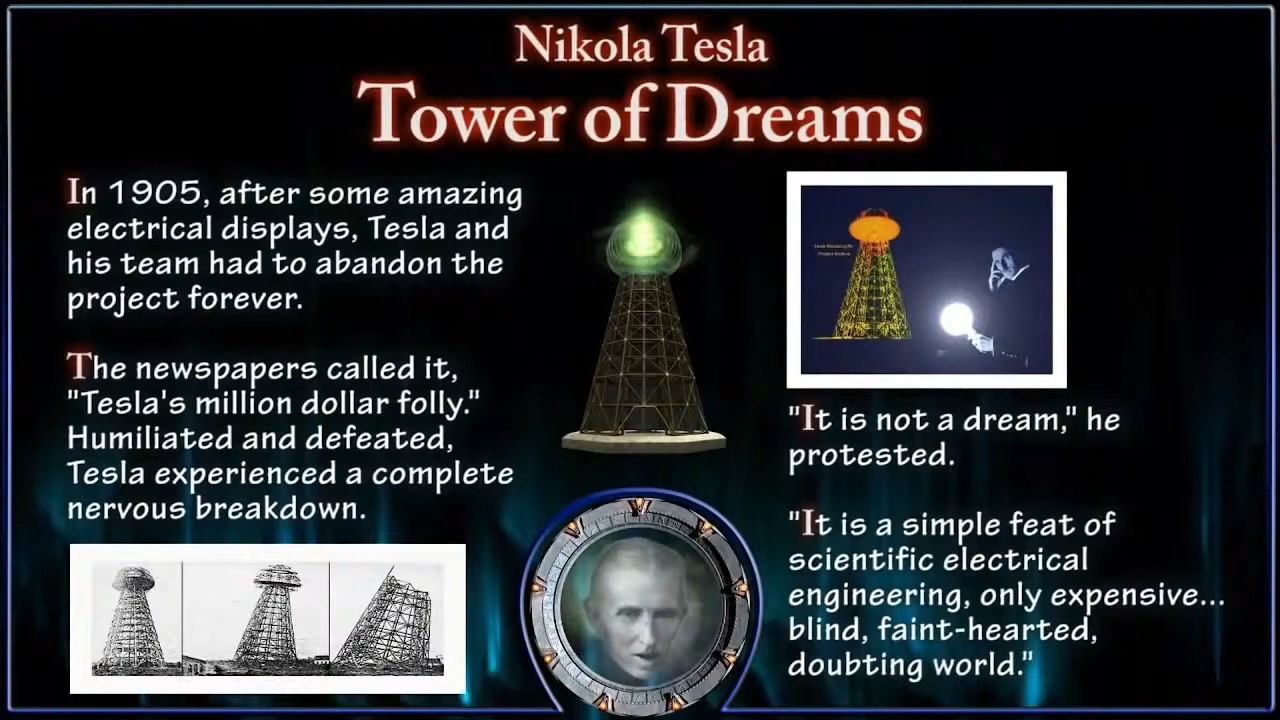 Nikola Tesla
Tower of Dreams
In 1905, after some amazing
electrical displays, Tesla and
his team had to abandon the
project forever.
The newspapers called it,
"Tesla's million dollar folly."
Humiliated and defeated,
Tesla experienced a complete
nervous breakdown.
"It is not a dream," he
protested.
"It is a simple feat of
scientific electrical
engineering, only expensive...
blind, faint-hearted,
doubting world."